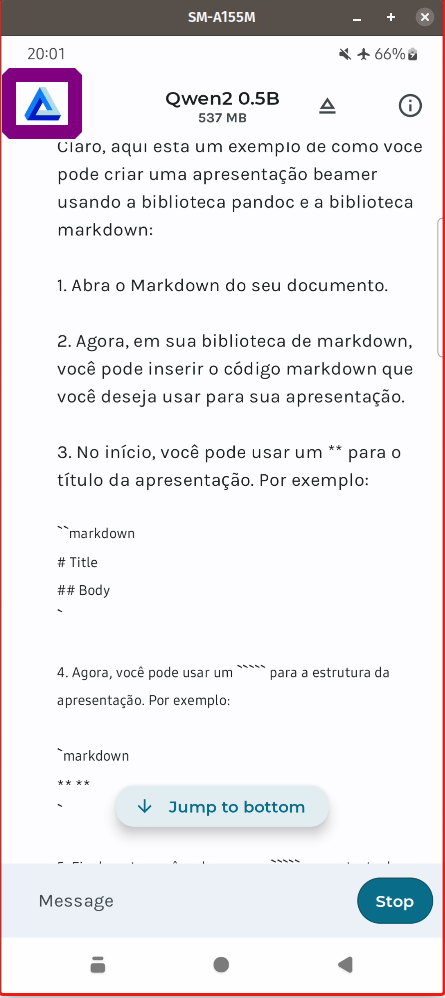 SM-A155M
20:01
66%
Qwen2 0.5B
537 MB
Claro, aqui está um exemplo de como você
pode criar uma apresentação beamer
usando a biblioteca pandoc e a biblioteca
markdown:
1. Abra o Markdown do seu documento.
2. Agora, em sua biblioteca de markdown,
você pode inserir o código markdown que
você deseja usar para sua apresentação.
3. No início, você pode usar um ** para o
título da apresentação. Por exemplo:
``markdown
# Title
## Body
`
4. Agora, você pode usar um ````` para a estrutura da
apresentação. Por exemplo:
`markdown
** **
`
Jump to bottom
Message
Stop